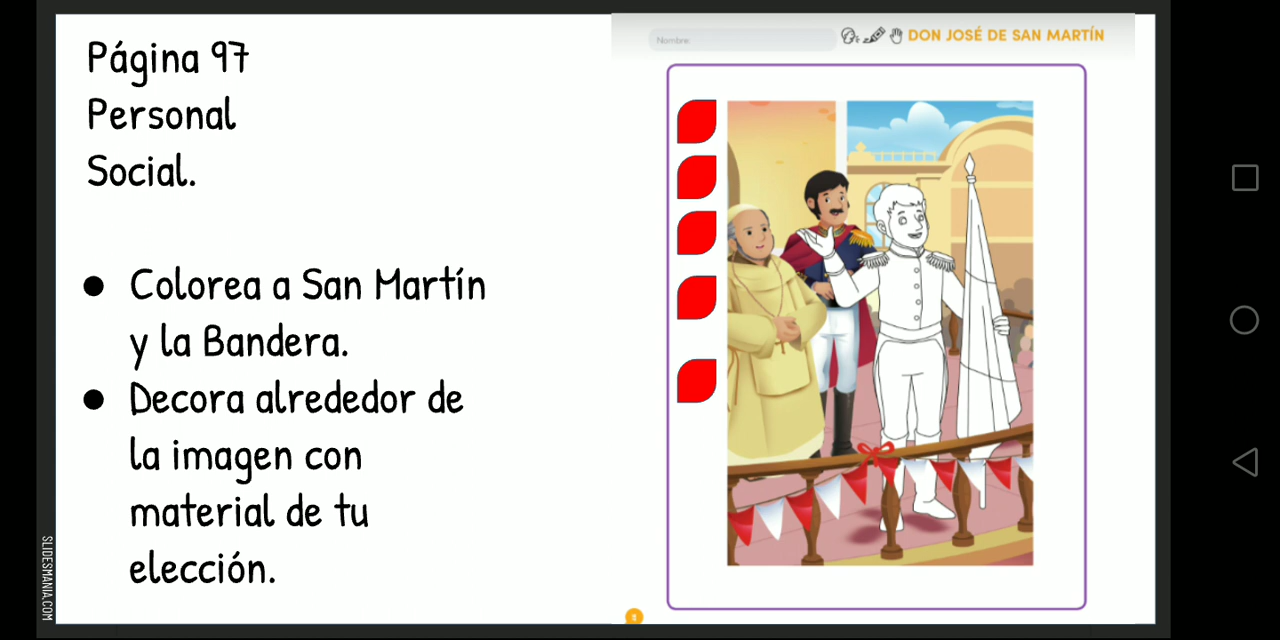 Página 97
Personal
Social.
● Colorea a San Martín
y la Bandera.
● Decora alrededor de
la imagen con
material de tu
elección.
SLIDESMANIA.COM
Nombre:
DON JOSÉ DE SAN MARTÍN